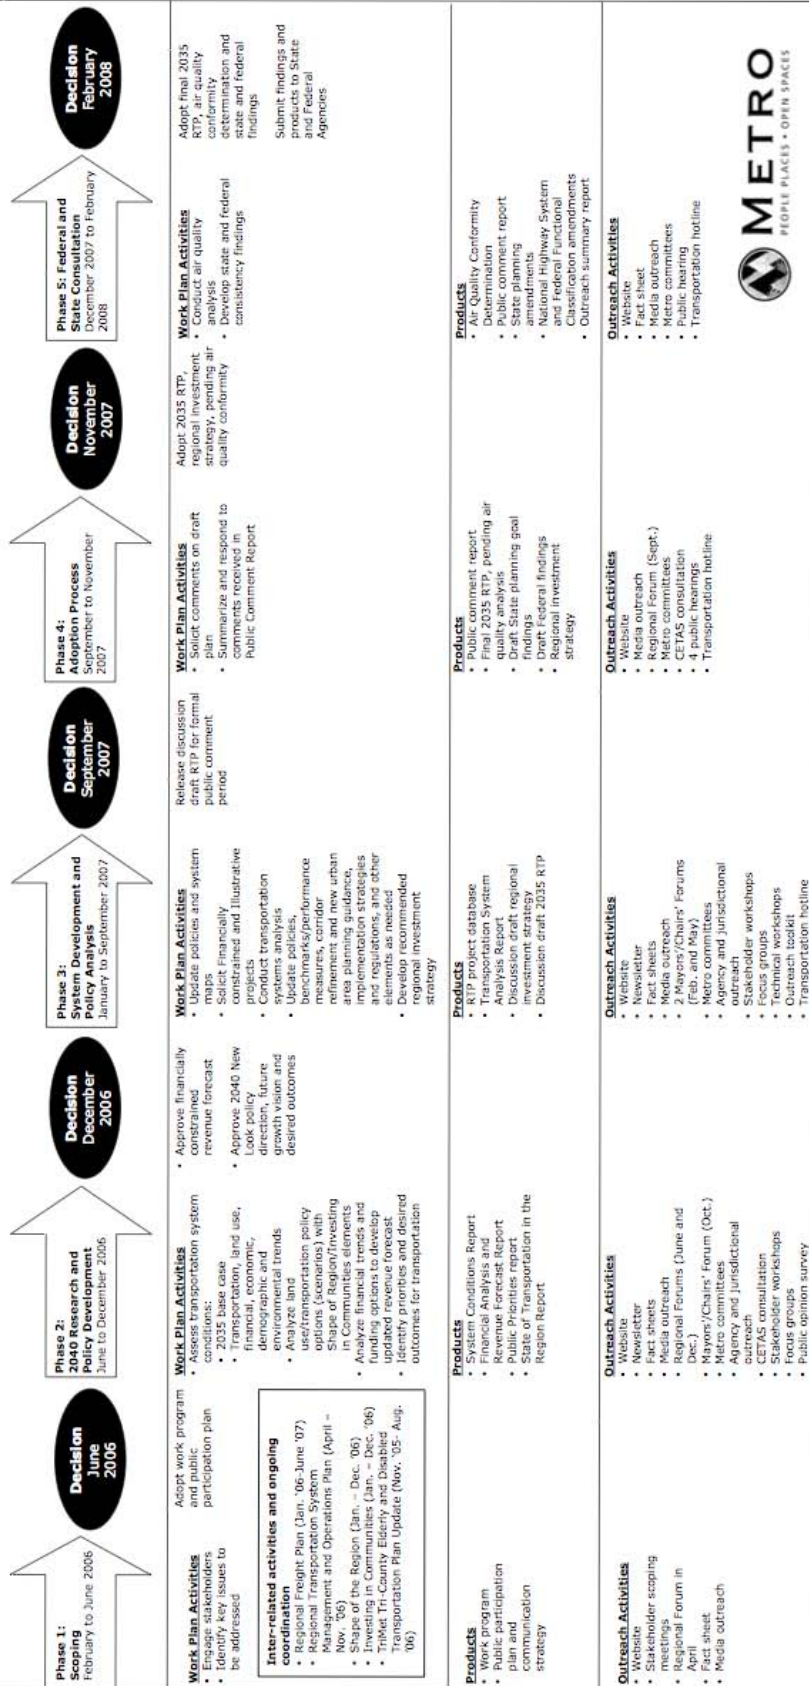 Phase 1:
Scoping
February to June 2006
Decision
June
2006
Phase 2:
2040 Research and
Policy Development
June to December 2006
Decision
December
2006
Phase 3:
System Development and
Policy Analysis
January to September 2007
Decision
September
2007
Phase 4:
Adoption Process
September to November
2007
Decision
November
2007
Phase 5: Federal and
State Consultation
December 2007 to February
2008
Decision
February
2008
Work Plan Activities
• Engage stakeholders
• Identify key issues to
be addressed
Adopt work program
and public
participation plan
Inter-related activities and ongoing
coordination
• Regional Freight Plan (Jan. '06-June '07)
• Regional Transportation System
Management and Operations Plan (April –
Nov. '06)
• Shape of the Region (Jan. – Dec. '06)
• Investing in Communities (Jan. – Dec. '06)
• TriMet Tri-County Elderly and Disabled
Transportation Plan Update (Nov. '05- Aug.
'06)
Work Plan Activities
• Assess transportation system
conditions:
• 2035 base case
• Transportation, land use,
financial, economic,
demographic and
environmental trends
• Analyze land
use/transportation policy
options (scenarios) with
Shape of Region/Investing
in Communities elements
• Analyze financial trends and
funding options to develop
updated revenue forecast
• Identify priorities and desired
outcomes for transportation
• Approve financially
constrained
revenue forecast
• Approve 2040 New
Look policy
direction, future
growth vision and
desired outcomes
Work Plan Activities
• Update policies and system
maps
• Solicit Financially
constrained and Illustrative
projects
• Conduct transportation
systems analysis
• Update policies,
benchmarks/performance
measures, corridor
refinement and new urban
area planning guidance,
implementation strategies
and regulations, and other
elements as needed
• Develop recommended
regional investment
strategy
Release discussion
draft RTP for formal
public comment
period
Work Plan Activities
• Solicit comments on draft
plan
• Summarize and respond to
comments received in
Public Comment Report
Adopt 2035 RTP,
regional investment
strategy, pending air
quality conformity
Work Plan Activities
• Conduct air quality
analysis
• Develop state and federal
consistency findings
Adopt final 2035
RTP, air quality
conformity
determination and
state and federal
findings
Submit findings and
products to State
and Federal
Agencies
Products
• Work program
• Public participation
plan and
communication
strategy
Products
• System Conditions Report
• Financial Analysis and
Revenue Forecast Report
• Public Priorities report
• State of Transportation in the
Region Report
Products
• RTP project database
• Transportation System
Analysis Report
• Discussion draft regional
investment strategy
• Discussion draft 2035 RTP
Products
• Public comment report
• Final 2035 RTP, pending air
quality analysis
• Draft State planning goal
findings
• Draft Federal findings
• Regional investment
strategy
Products
• Air Quality Conformity
Determination
• Public comment report
• State planning
amendments
• National Highway System
and Federal Functional
Classification amendments
• Outreach summary report
Outreach Activities
• Website
• Stakeholder scoping
meetings
• Regional Forum in
April
• Fact sheet
• Media outreach
Outreach Activities
• Website
• Newsletter
• Fact sheets
• Media outreach
• Regional Forums (June and
Dec.)
• Mayors'/Chairs' Forum (Oct.)
• Metro committees
• Agency and jurisdictional
outreach
• CETAS consultation
• Stakeholder workshops
• Focus groups
• Public opinion survey
Outreach Activities
• Website
• Newsletter
• Fact sheets
• Media outreach
• 2 Mayors'/Chairs' Forums
(Feb. and May)
• Metro committees
• Agency and jurisdictional
outreach
• Stakeholder workshops
• Focus groups
• Technical workshops
• Outreach toolkit
• Transportation hotline
Outreach Activities
• Website
• Media outreach
• Regional Forum (Sept.)
• Metro committees
• CETAS consultation
• 4 public hearings
• Transportation hotline
Outreach Activities
• Website
• Fact sheet
• Media outreach
• Metro committees
• Public hearing
• Transportation hotline
METRO
PEOPLE PLACES • OPEN SPACES